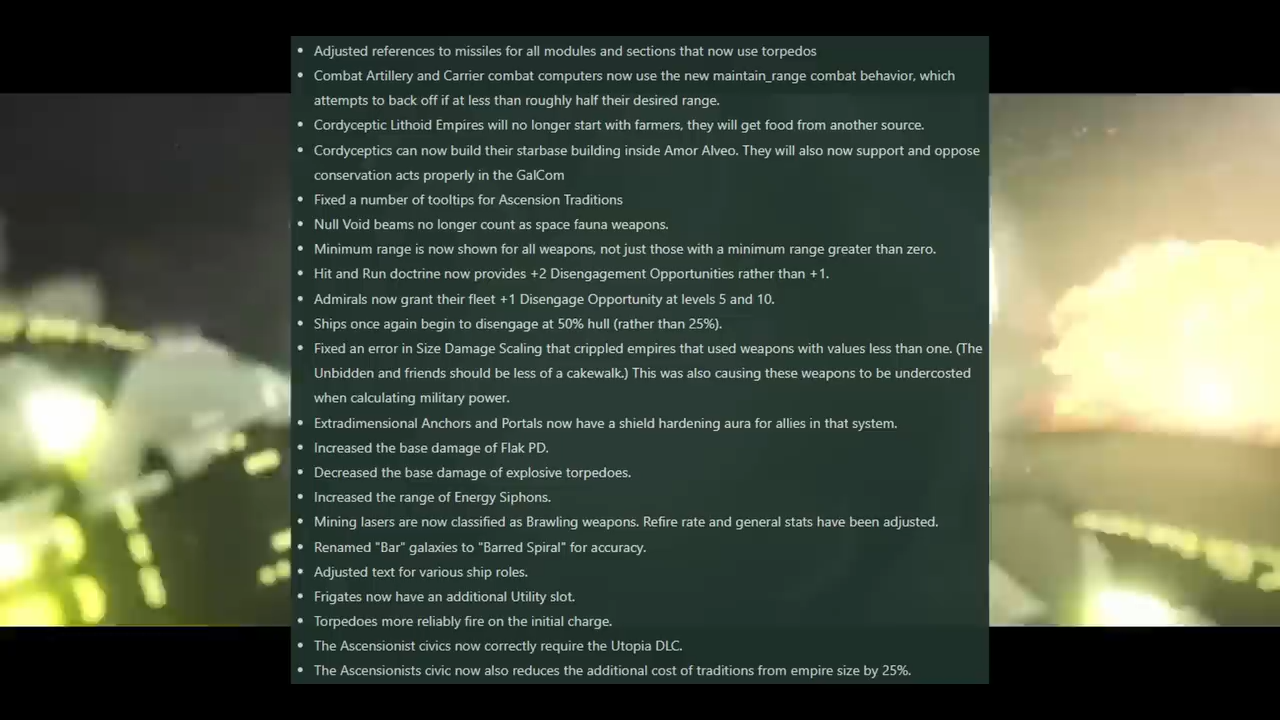 • Adjusted references to missiles for all modules and sections that now use torpedos
• Combat Artillery and Carrier combat computers now use the new maintain_range combat behavior, which
attempts to back off if at less than roughly half their desired range.
• Cordyceptic Lithoid Empires will no longer start with farmers, they will get food from another source.
• Cordyceptics can now build their starbase building inside Amor Alveo. They will also now support and oppose
conservation acts properly in the GalCom
• Fixed a number of tooltips for Ascension Traditions
• Null Void beams no longer count as space fauna weapons.
• Minimum range is now shown for all weapons, not just those with a minimum range greater than zero.
• Hit and Run doctrine now provides +2 Disengagement Opportunities rather than +1.
• Admirals now grant their fleet +1 Disengage Opportunity at levels 5 and 10.
• Ships once again begin to disengage at 50% hull (rather than 25%).
• Fixed an error in Size Damage Scaling that crippled empires that used weapons with values less than one. (The
Unbidden and friends should be less of a cakewalk.) This was also causing these weapons to be undercosted
when calculating military power.
• Extradimensional Anchors and Portals now have a shield hardening aura for allies in that system.
• Increased the base damage of Flak PD.
• Decreased the base damage of explosive torpedoes.
• Increased the range of Energy Siphons.
• Mining lasers are now classified as Brawling weapons. Refire rate and general stats have been adjusted.
• Renamed "Bar" galaxies to "Barred Spiral" for accuracy.
• Adjusted text for various ship roles.
• Frigates now have an additional Utility slot.
• Torpedoes more reliably fire on the initial charge.
• The Ascensionist civics now correctly require the Utopia DLC.
• The Ascensionists civic now also reduces the additional cost of traditions from empire size by 25%.